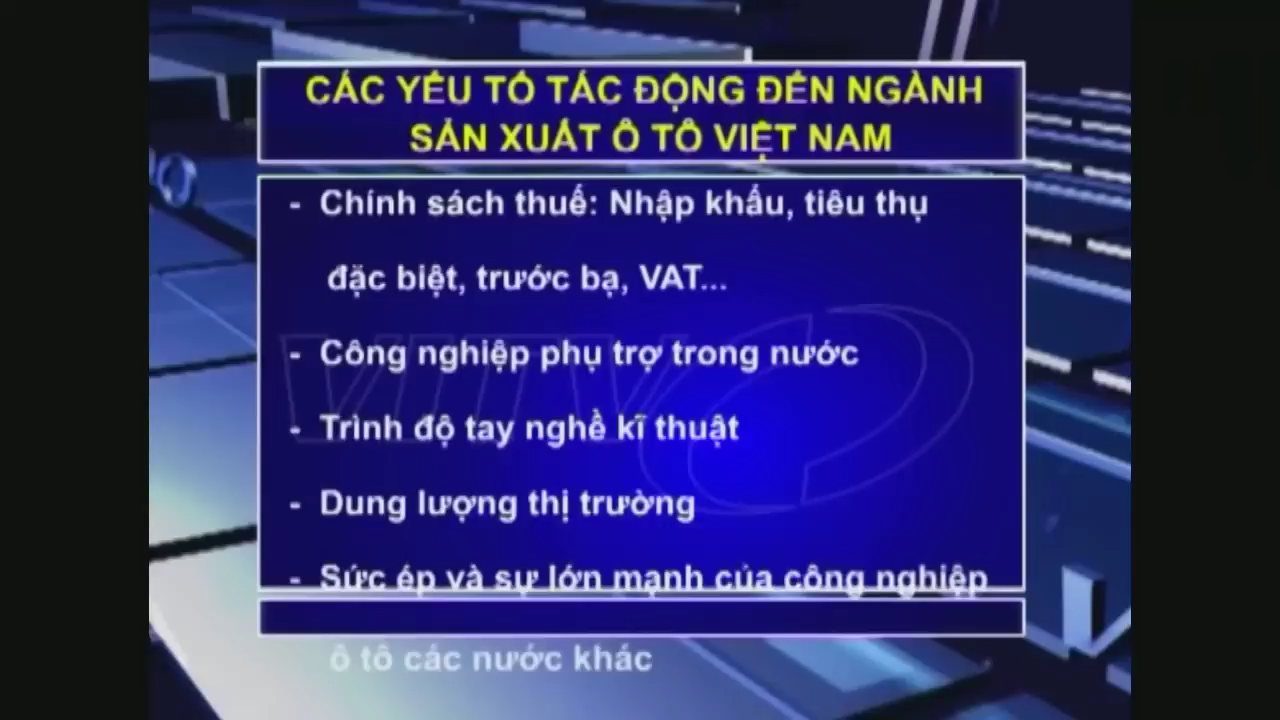 CÁC YẾU TỐ TÁC ĐỘNG ĐẾN NGÀNH
SẢN XUẤT Ô TÔ VIỆT NAM
- Chính sách thuế: Nhập khẩu, tiêu thụ
đặc biệt, trước bạ, VAT...
- Công nghiệp phụ trợ trong nước
- Trình độ tay nghề kĩ thuật
- Dung lượng thị trường
- Sức ép và sự lớn mạnh của công nghiệp
ô tô các nước khác
VITV